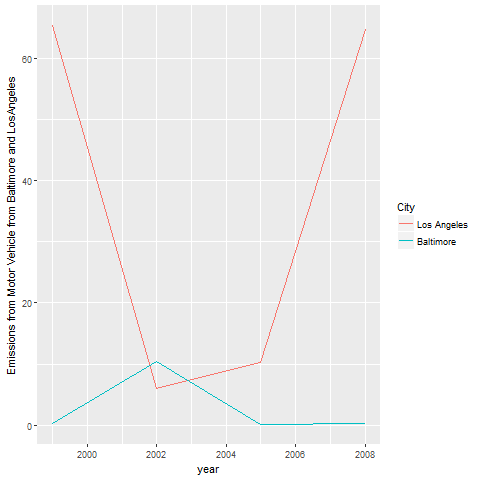 Emissions from Motor Vehicle from Baltimore and LosAngeles
60
40
20
0
2000 2002 2004 2006 2008
year
City
Los Angeles
Baltimore